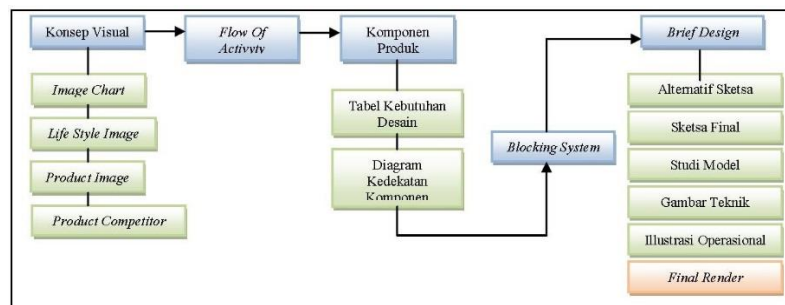 Konsep Visual
Image Chart
Life Style Image
Product Image
Product Competitor
Flow Of
Activyty
Komponen
Produk
Tabel Kebutuhan
Desain
Diagram
Kedekatan
Komponen
Blocking System
Brief Design
Alternatif Sketsa
Sketsa Final
Studi Model
Gambar Teknik
Illustrasi Operasional
Final Render